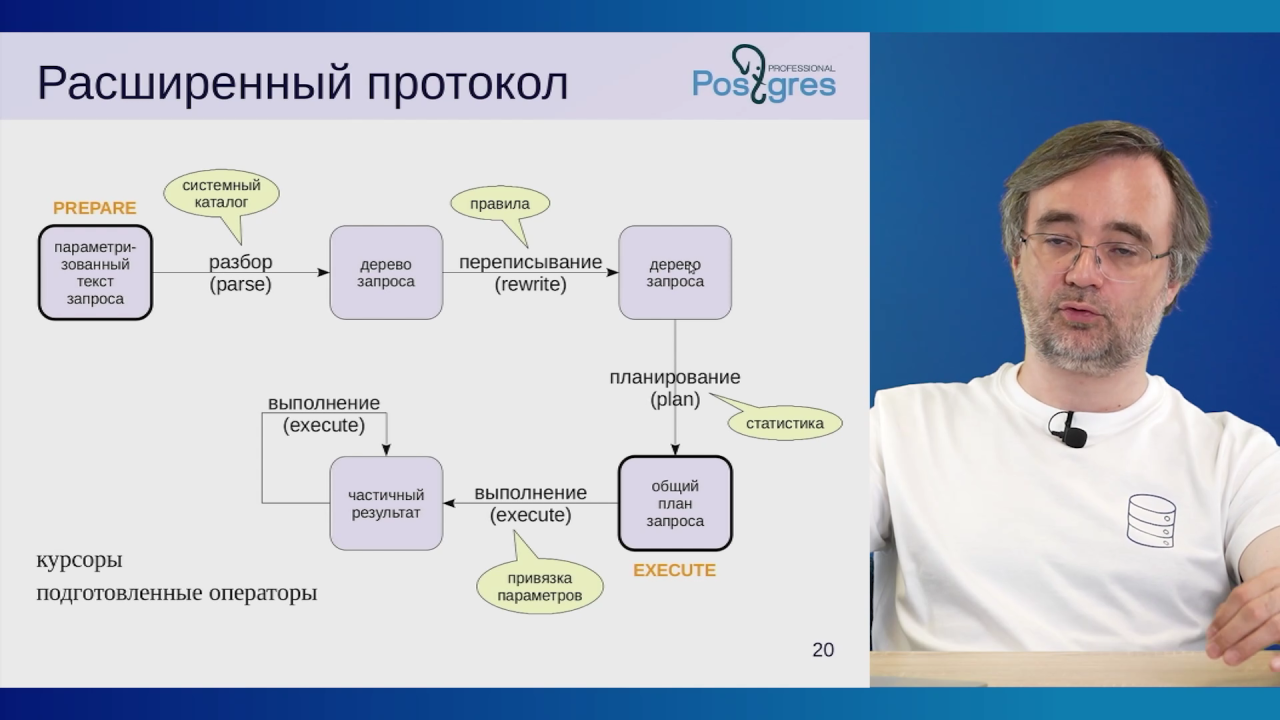 Расширенный протокол
PROFESSIONAL
Postgres
системный
каталог
правила
PREPARE
параметри-
зованный
текст
запроса
разбор
(parse)
дерево
запроса
переписывание
(rewrite)
дерево
запроса
планирование
(plan)
статистика
выполнение
(execute)
частичный
результат
выполнение
(execute)
общий
план
запроса
EXECUTE
привязка
параметров
курсоры
подготовленные операторы
20